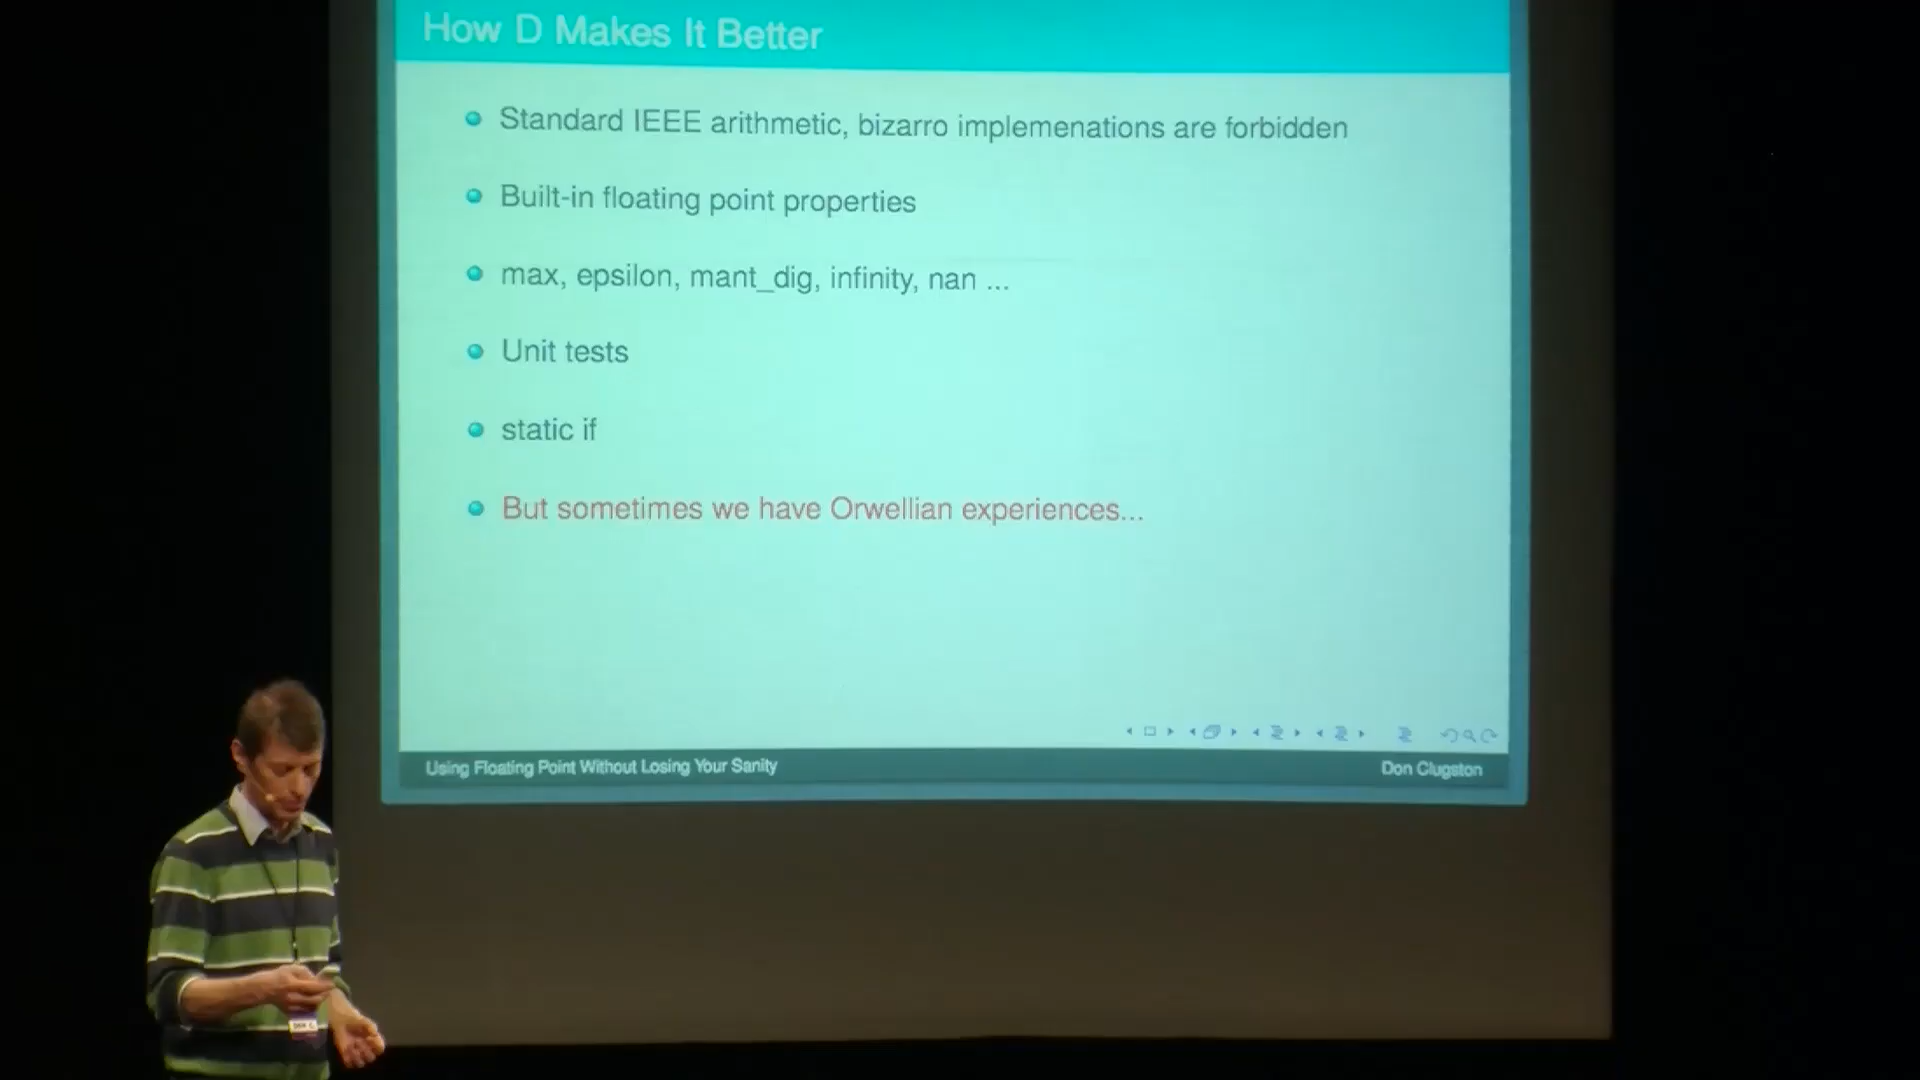 How D Makes It Better
Standard IEEE arithmetic, bizarro implemenations are forbidden
Built-in floating point properties
max, epsilon, mant_dig, infinity, nan ...
Unit tests
static if
But sometimes we have Orwellian experiences...
Using Floating Point Without Losing Your Sanity
Don Clugston